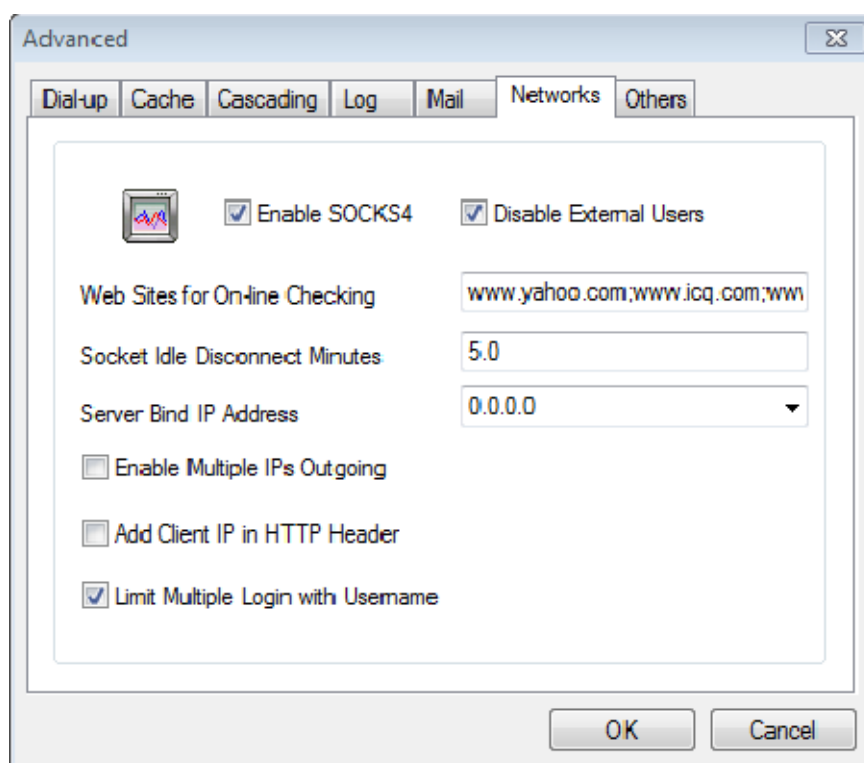 Advanced
Dial-up Cache Cascading Log Mail Networks Others
Enable SOCKS4 Disable External Users
Web Sites for On-line Checking www.yahoo.com;www.icq.com;ww
Socket Idle Disconnect Minutes 5.0
Server Bind IP Address 0.0.0.0
Enable Multiple IPs Outgoing
Add Client IP in HTTP Header
Limit Multiple Login with Username
OK Cancel